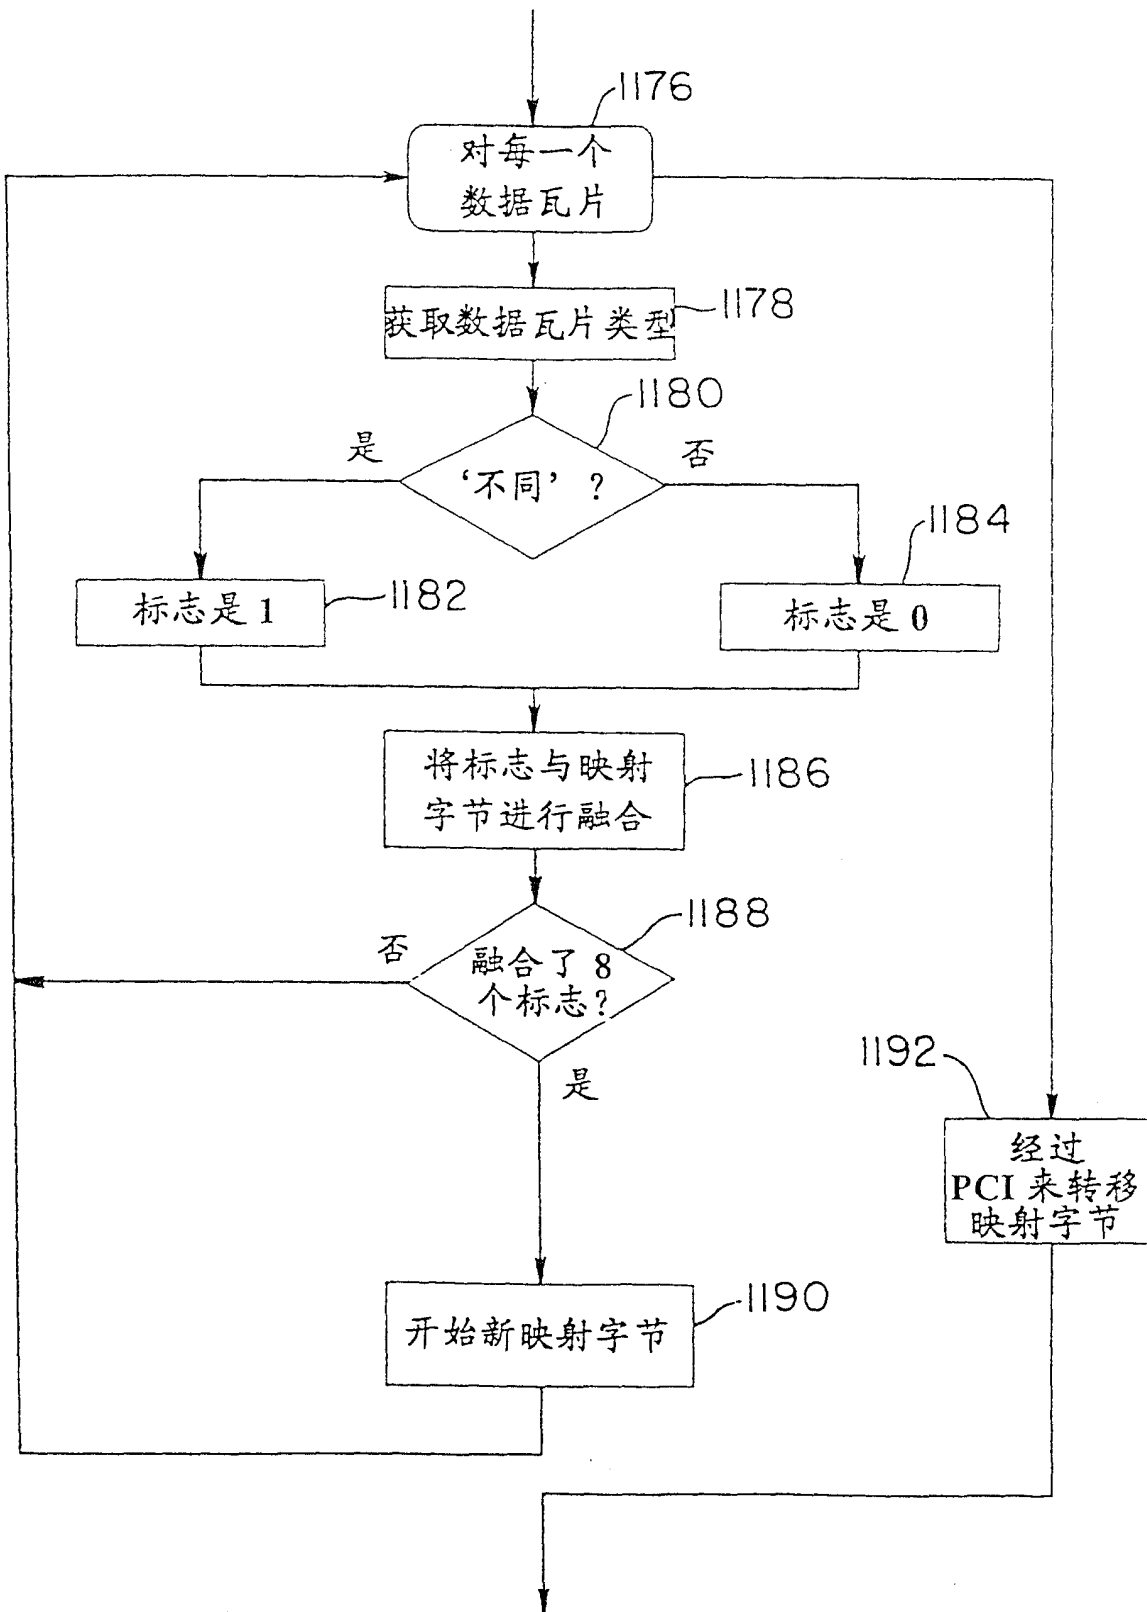 1176
对每一个
数据瓦片
1178
获取数据瓦片类型
1180
是
否
‘不同’?
1184
1182
标志是 1
标志是 0
将标志与映射
字节进行融合
1186
1188
否
融合了 8
个标志?
是
1192
经过
PCI 来转移
映射字节
1190
开始新映射字节